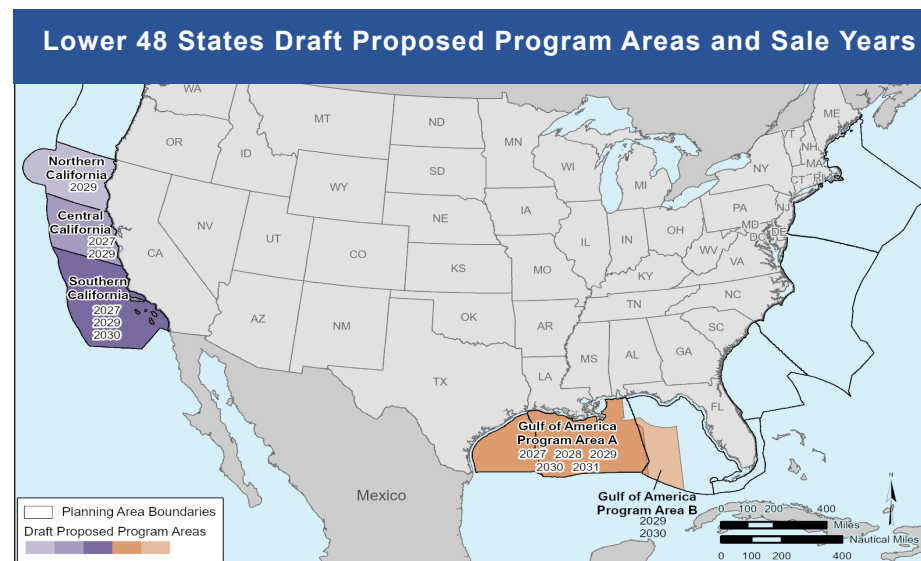 Lower 48 States Draft Proposed Program Areas and Sale Years
WA
MT
ND
MN
ME
OR
ID
WI
VT
NH
Northern
California
2029
SD
NY
MA
WY
MI
CT
RI
IA
PA
NJ
Central
California
2027
2029
NE
OH
MD
DE
NV
UT
IL
IN
DC
CA
CO
WV
VA
KS
MO
KY
Southern
California
2027
2029
2030
NC
TN
AZ
NM
OK
AR
SC
MS
AL
GA
TX
LA
FL
Gulf of America
Program Area A
2027 2028 2029
2030 2031
Mexico
Gulf of America
Program Area B
2029
2030
N
0 100 200 400
Miles
Nautical Miles
0 100 200 400
Planning Area Boundaries
Draft Proposed Program Areas